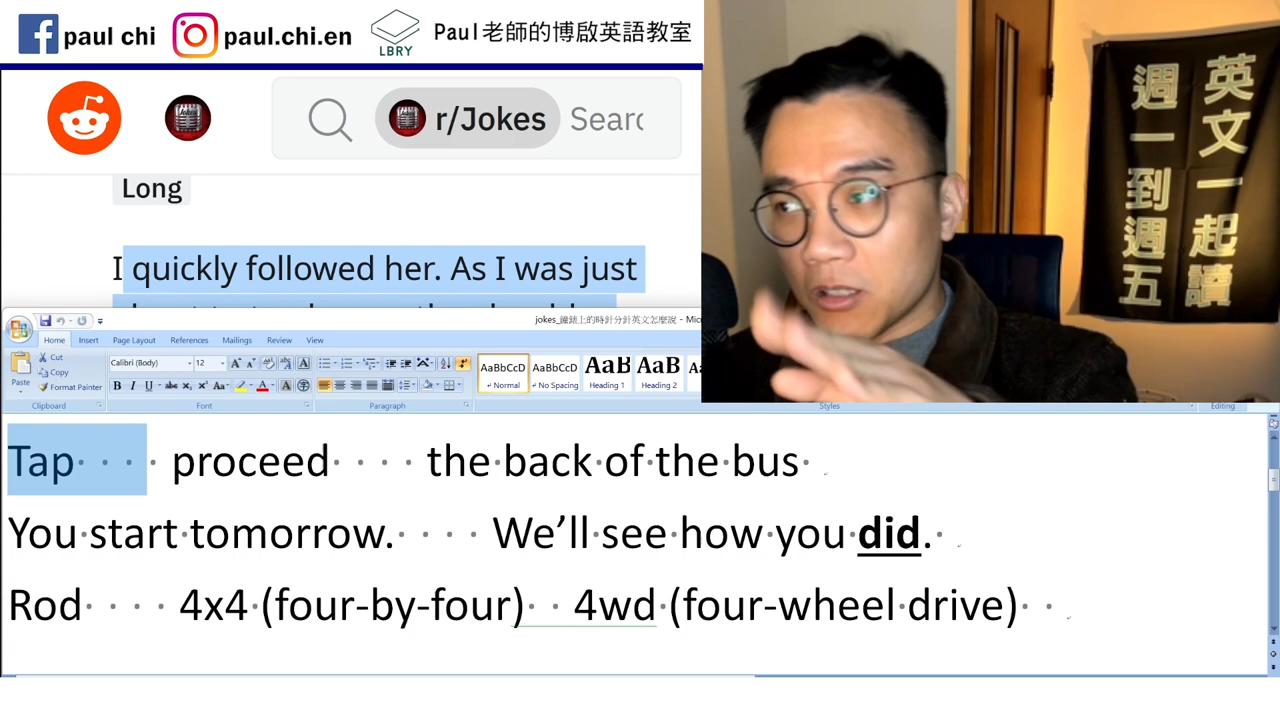 paul chi
paul.chi.en
LBRY
Paul老師的博啟英語教室
r/Jokes
Long
I quickly followed her. As I was just
英文一起讀
週一到週五
jokes_鐘錶上的時針分針英文怎麼說 - Mic
Home Insert Page Layout References Mailings Review View
Paste
Cut
Copy
Format Painter
Clipboard
Calibri (Body) 12
Font
Paragraph
AaBbCcD AaBbCcD AaB AaBb
Normal No Spacing Heading 1 Heading 2
Styles
Editing
Tap proceed the back of the bus
You start tomorrow. We’ll see how you did.
Rod 4x4 (four-by-four) 4wd (four-wheel drive)